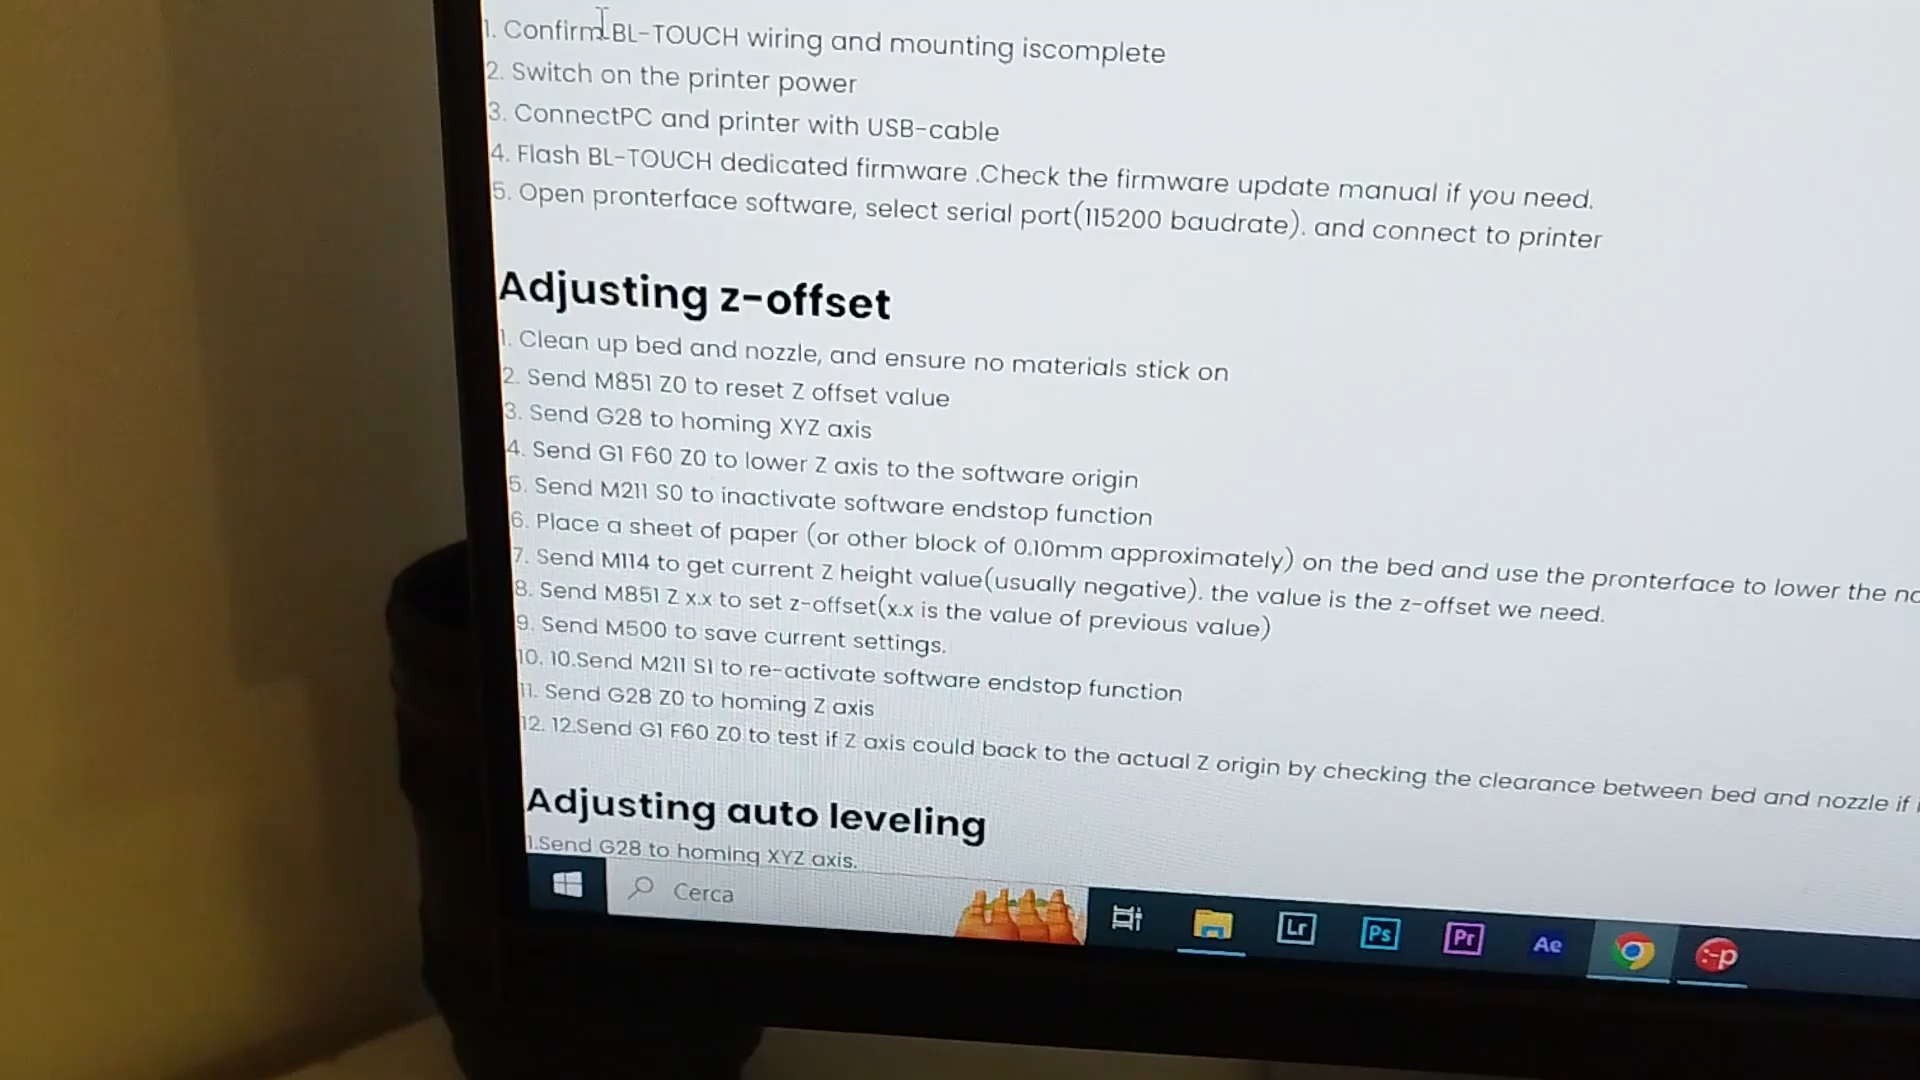 1. Confirm BL-TOUCH wiring and mounting iscomplete
2. Switch on the printer power
3. ConnectPC and printer with USB-cable
4. Flash BL-TOUCH dedicated firmware .Check the firmware update manual if you need.
5. Open pronterface software, select serial port(115200 baudrate). and connect to printer
Adjusting z-offset
1. Clean up bed and nozzle, and ensure no materials stick on
2. Send M851 Z0 to reset Z offset value
3. Send G28 to homing XYZ axis
4. Send G1 F60 Z0 to lower Z axis to the software origin
5. Send M211 S0 to inactivate software endstop function
6. Place a sheet of paper (or other block of 0.10mm approximately) on the bed and use the pronterface to lower the
7. Send M114 to get current Z height value(usually negative). the value is the z-offset we need.
8. Send M851 Z x.x to set z-offset(x.x is the value of previous value)
9. Send M500 to save current settings.
10. 10.Send M211 S1 to re-activate software endstop function
11. Send G28 Z0 to homing Z axis
12. 12.Send G1 F60 Z0 to test if Z axis could back to the actual Z origin by checking the clearance between bed and nozzle if
Adjusting auto leveling
1.Send G28 to homing XYZ axis.
Cerca
Lr
Ps
Pr
Ae
:-p